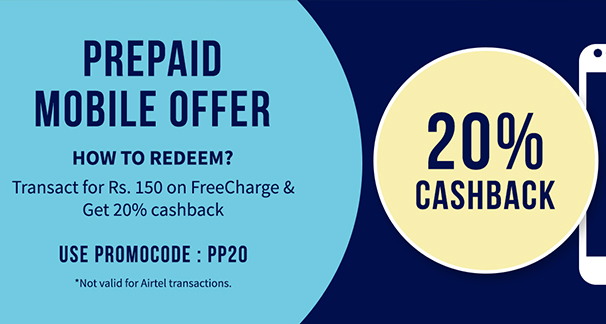 PREPAID
MOBILE OFFER
HOW TO REDEEM?
Transact for Rs. 150 on FreeCharge &
Get 20% cashback
USE PROMOCODE : PP20
*Not valid for Airtel transactions.
20%
CASHBACK